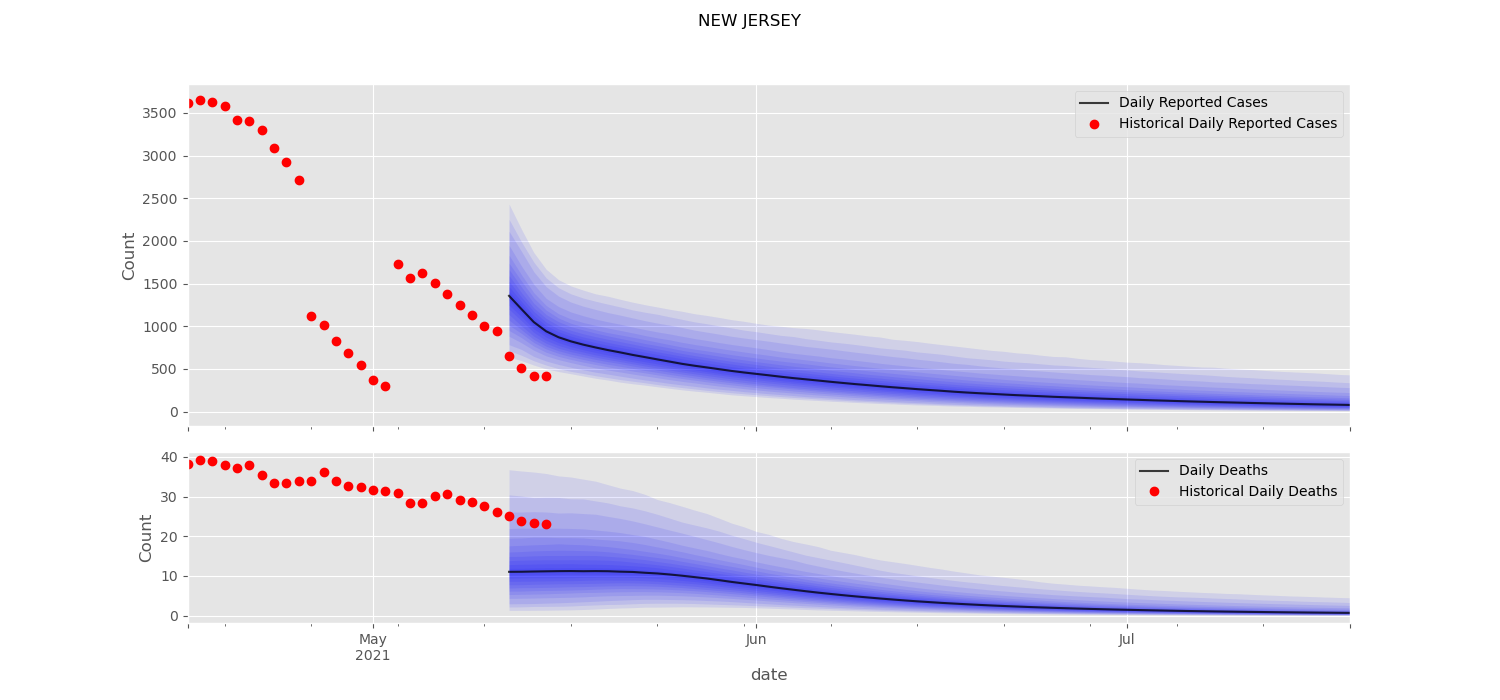 NEW JERSEY
3500
3000
2500
2000
1500
1000
500
0
Count
Daily Reported Cases
Historical Daily Reported Cases
40
30
20
10
0
Count
Daily Deaths
Historical Daily Deaths
May
2021
Jun
Jul
date